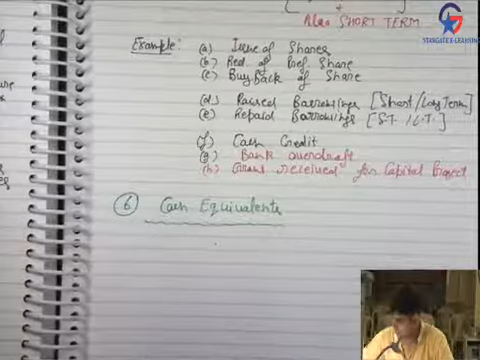 +
Also SHORT TERM
STARGATE E-LEARNING
Example:
(a) Issue of Shares
(b) Red. of Pref. Share
(c) Buy Back of Share
(d) Raised Borrowings [Short/Long Term]
(e) Repaid Borrowings [S.T. / L.T.]
(f) Cash Credit
(g) Bank overdraft
(h) Grant received for Capital Project
(6) Cash Equivalents